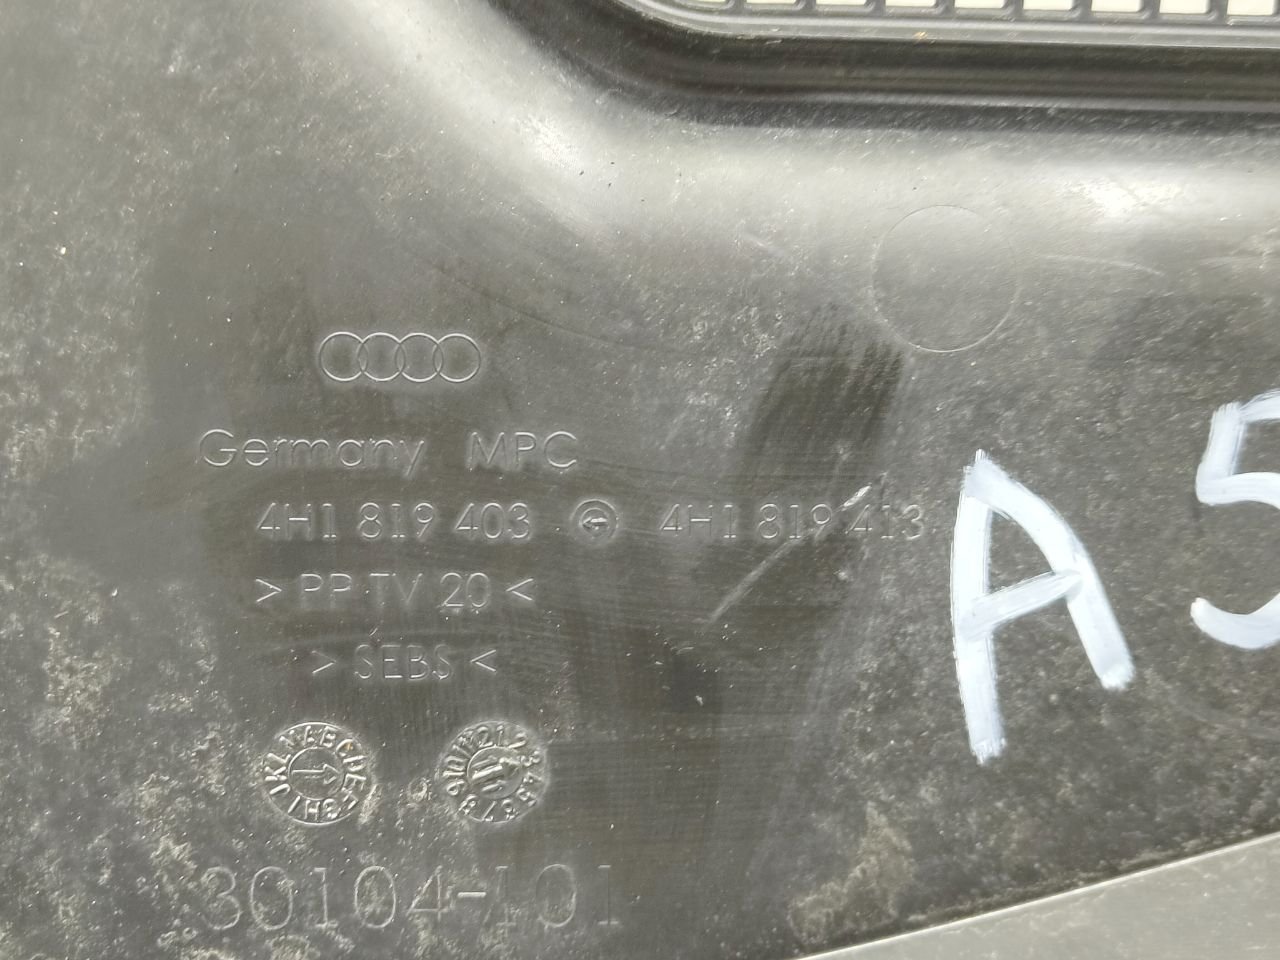 Germany MPC
4H1 819 403 4H1 819 413
> PP TV 20 <
> SEBS <
A5
30104-101